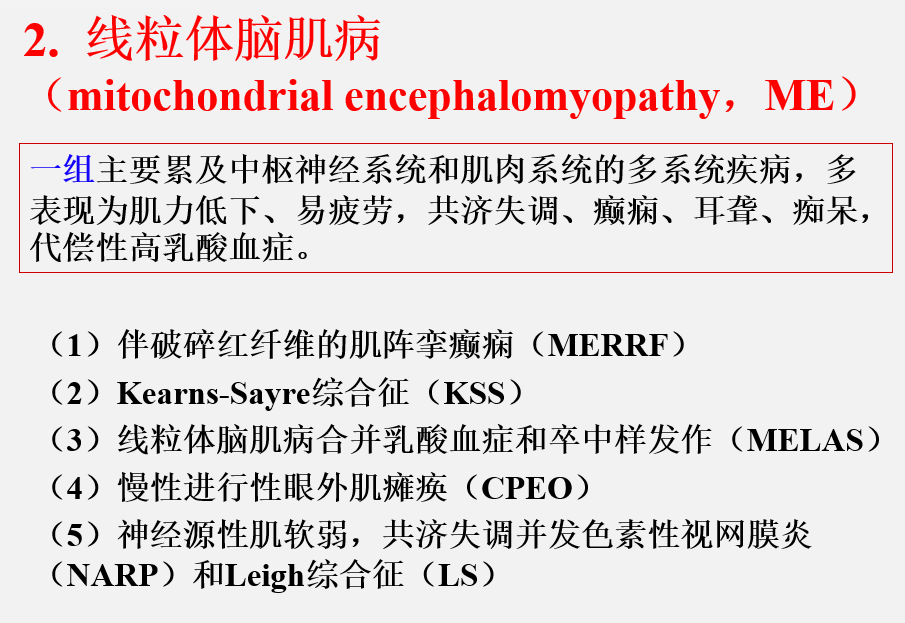 2. 线粒体脑肌病
（mitochondrial encephalomyopathy，ME）
一组主要累及中枢神经系统和肌肉系统的多系统疾病，多
表现为肌力低下、易疲劳，共济失调、癫痫、耳聋、痴呆，
代偿性高乳酸血症。
（1）伴破碎红纤维的肌阵挛癫痫（MERRF）
（2）Kearns-Sayre综合征（KSS）
（3）线粒体脑肌病合并乳酸血症和卒中样发作（MELAS）
（4）慢性进行性眼外肌瘫痪（CPEO）
（5）神经源性肌软弱，共济失调并发色素性视网膜炎
（NARP）和Leigh综合征（LS）